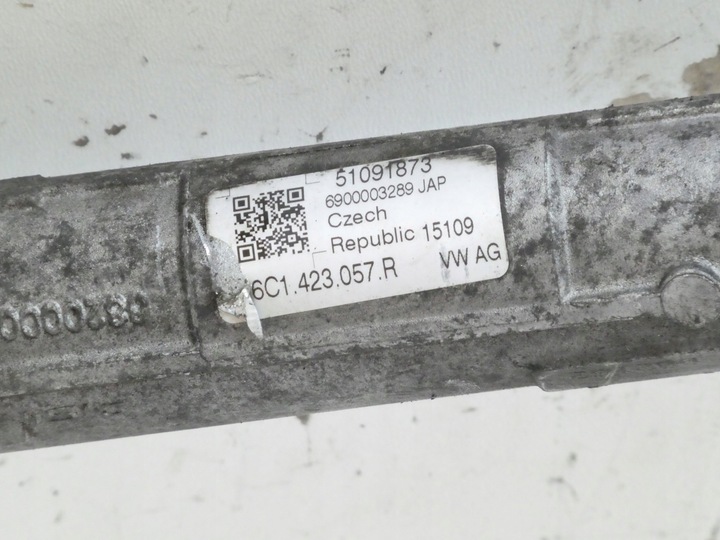 51091873
6900003289 JAP
Czech
Republic 15109
6C1.423.057.R VW AG